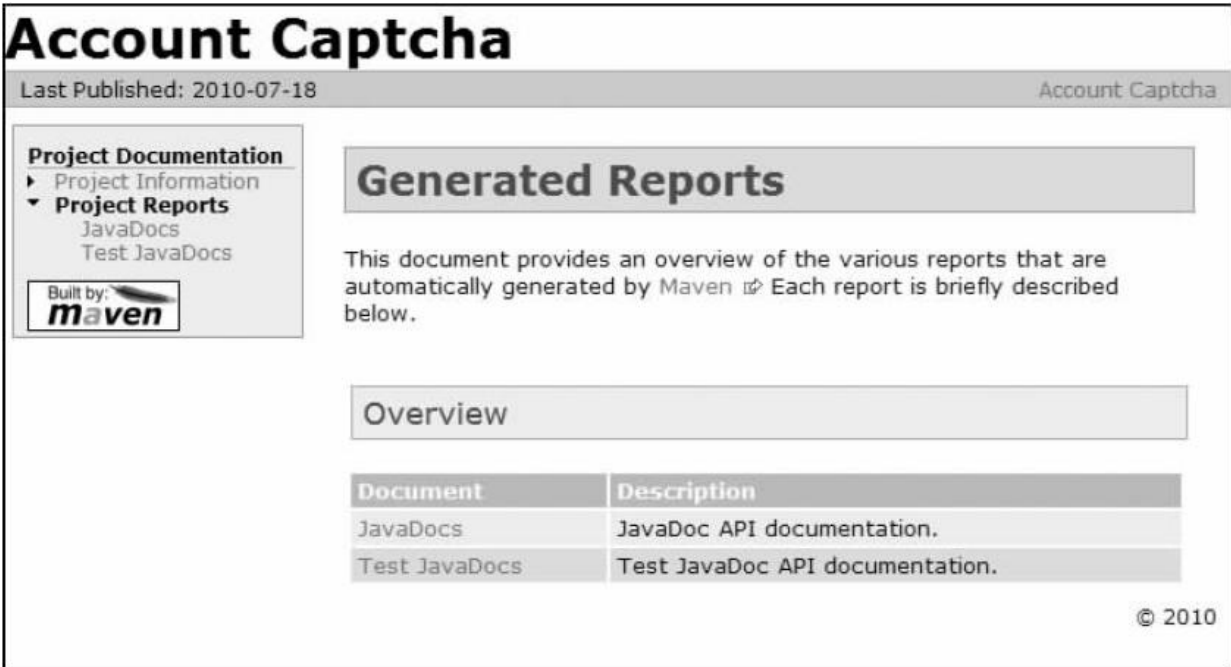 Account Captcha
Last Published: 2010-07-18
Account Captcha
Project Documentation
Project Information
Project Reports
JavaDocs
Test JavaDocs
Built by:
maven
Generated Reports
This document provides an overview of the various reports that are
automatically generated by Maven Each report is briefly described
below.
Overview
Document Description
JavaDocs JavaDoc API documentation.
Test JavaDocs Test JavaDoc API documentation.
© 2010